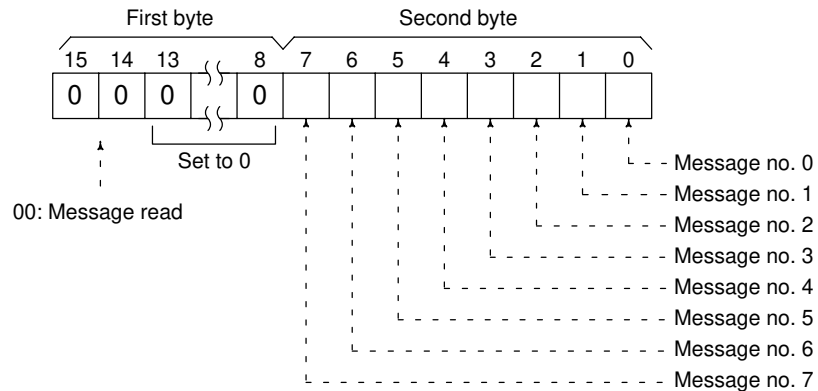 First byte Second byte
15 14 13 8 7 6 5 4 3 2 1 0
0 0 0 0
Set to 0
00: Message read
Message no. 0
Message no. 1
Message no. 2
Message no. 3
Message no. 4
Message no. 5
Message no. 6
Message no. 7